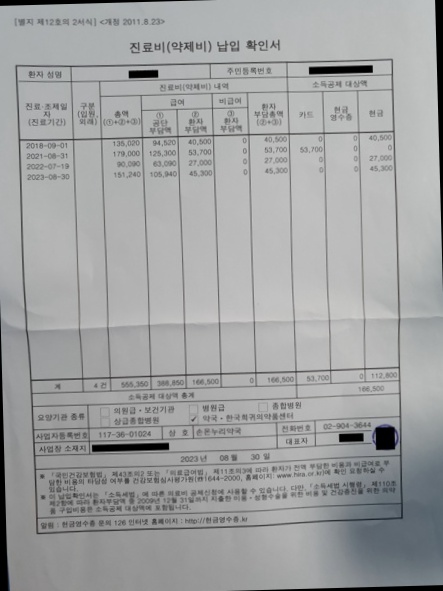 [별지 제12호의 2서식] <개정 2011.8.23>
진료비(약제비) 납입 확인서
환자 성명 주민등록번호
진료·조제일자 (진료기간) 구분 (입원, 외래) 진료비(약제비) 내역 소득공제 대상액
총액 (①+②+③) 급여 비급여 환자 부담총액 (②+③) 카드 현금 영수증 현금
① 공단 부담액 ② 환자 부담액 ③ 환자 부담액
2018-09-01 135,020 94,520 40,500 0 40,500 0 0 40,500
2021-08-31 179,000 125,300 53,700 0 53,700 53,700 0 0
2022-07-19 90,090 63,090 27,000 0 27,000 0 0 27,000
2023-08-30 151,240 105,940 45,300 0 45,300 0 0 45,300
계 4 건 555,350 388,850 166,500 0 166,500 53,700 0 112,800
소득공제 대상액 총계 166,500
요양기관 종류 의원급·보건기관 병원급 종합병원
상급종합병원 ✓ 약국·한국희귀의약품센터
사업자등록번호 117-36-01024 상 호 손온누리약국 전화번호 02-904-3644
사업장 소재지 대표자
2023 년 08 월 30 일
* 「국민건강보험법」 제43조의2 또는 「의료급여법」 제11조의3에 따라 환자가 전액 부담한 비용과 비급여로 부담한 비용의 타당성 여부를 건강보험심사평가원(☎1644-2000, 홈페이지: www.hira.or.kr)에 확인 요청하실 수 있습니다.
* 이 납입확인서는 「소득세법」에 따른 의료비 공제신청에 사용할 수 있습니다. 다만, 「소득세법 시행령」 제110조
제2항에 따라 환자부담액 중 2009년 12월 31일까지 지출한 미용·성형수술을 위한 비용 및 건강증진을 위한 의약품 구입비용은 소득공제 대상액에 포함됩니다.
현금영수증 문의 126 인터넷 홈페이지 : http://현금영수증.kr